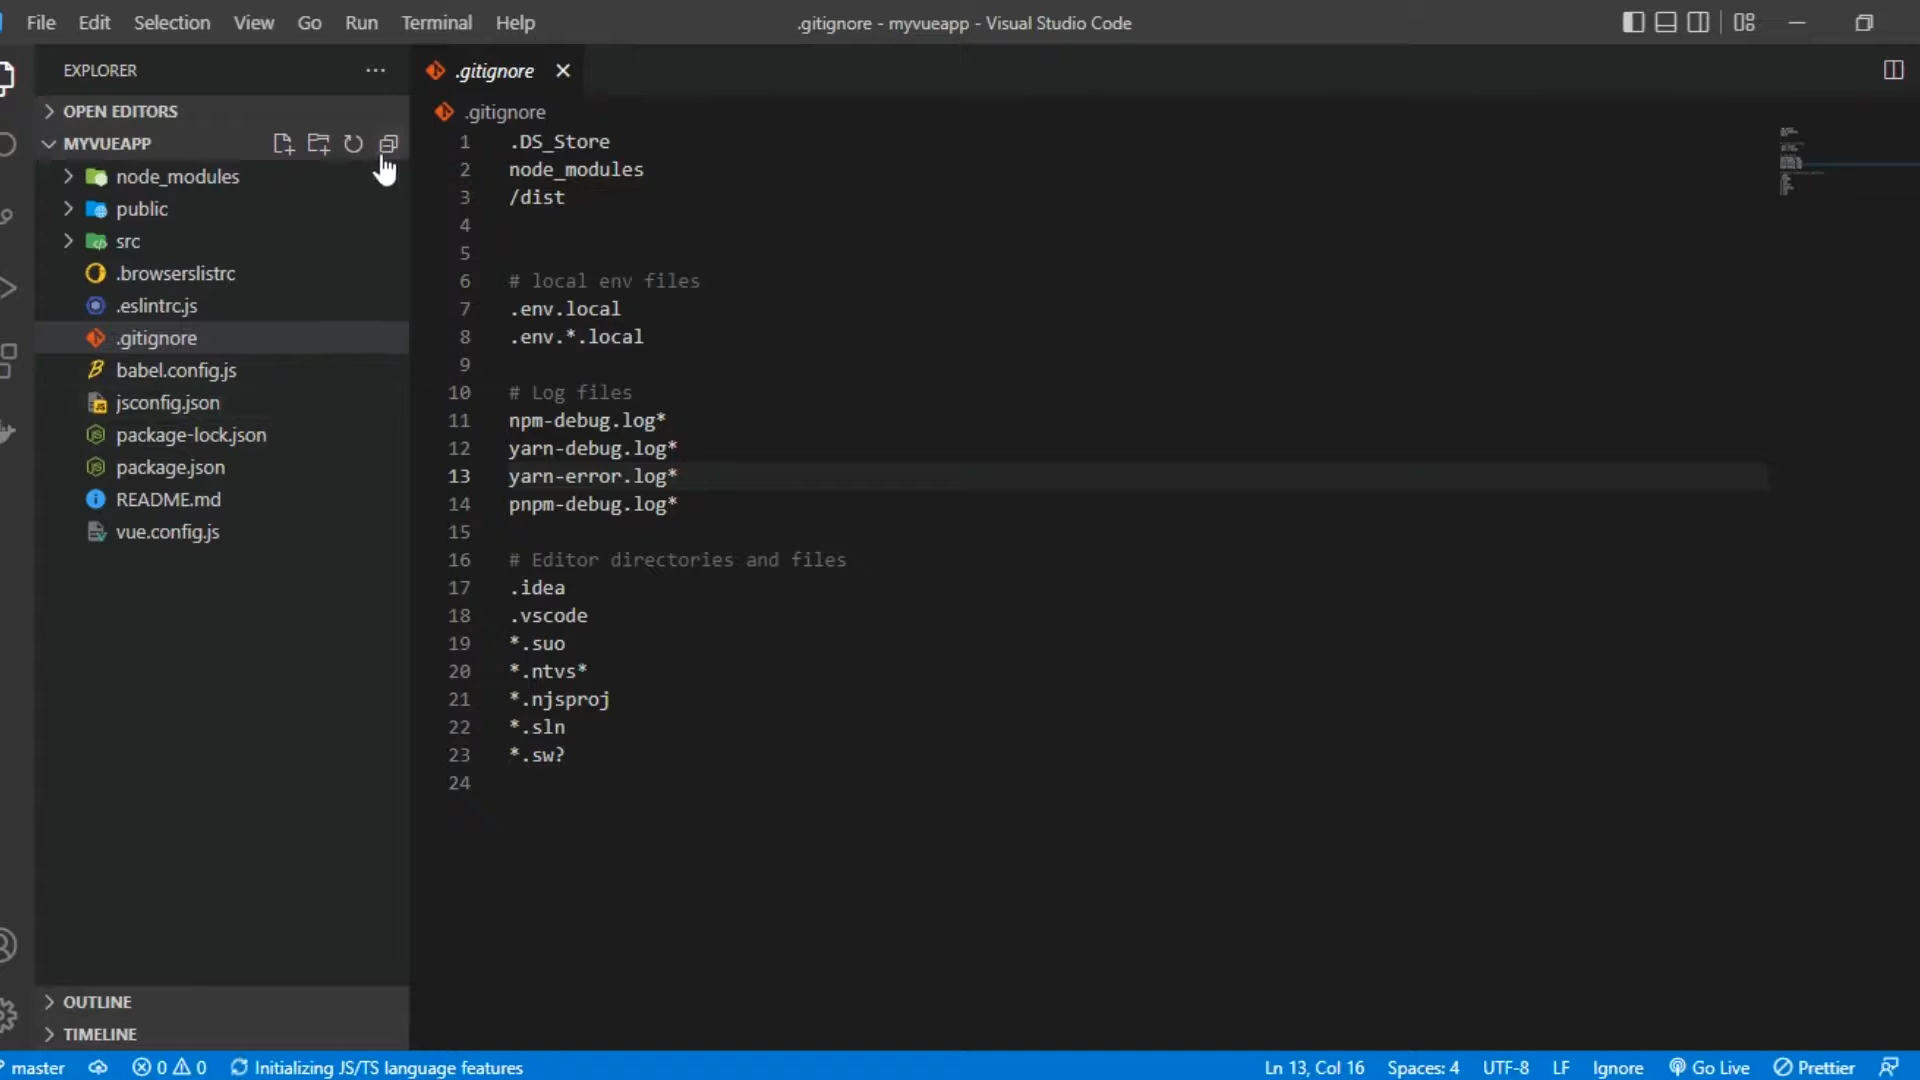 File Edit Selection View Go Run Terminal Help
.gitignore - myvueapp - Visual Studio Code
EXPLORER
OPEN EDITORS
MYVUEAPP
node_modules
public
src
.browserslistrc
.eslintrc.js
.gitignore
babel.config.js
jsconfig.json
package-lock.json
package.json
README.md
vue.config.js
OUTLINE
TIMELINE
.gitignore
.gitignore
1 .DS_Store
2 node_modules
3 /dist
4
5
6 # local env files
7 .env.local
8 .env.*.local
9
10 # Log files
11 npm-debug.log*
12 yarn-debug.log*
13 yarn-error.log*
14 pnpm-debug.log*
15
16 # Editor directories and files
17 .idea
18 .vscode
19 *.suo
20 *.ntvs*
21 *.njsproj
22 *.sln
23 *.sw?
24
master 0 0 Initializing JS/TS language features Ln 13, Col 16 Spaces: 4 UTF-8 LF Ignore Go Live Prettier